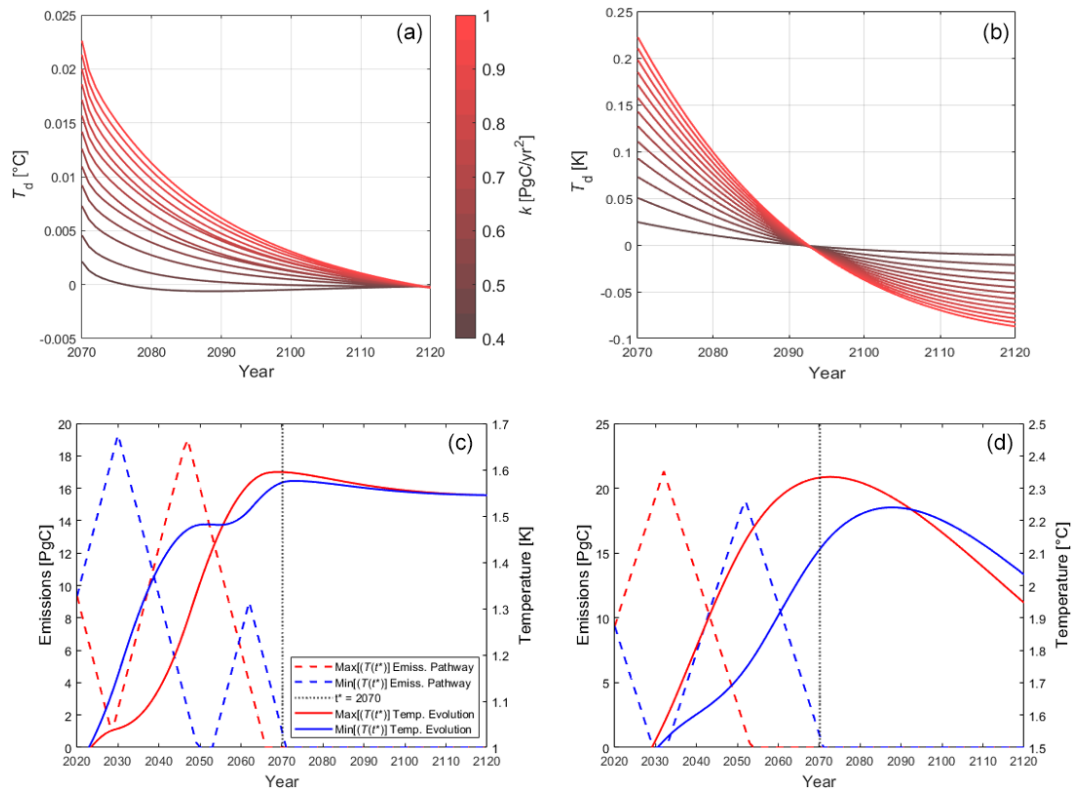 (a)
0.025
0.02
0.015
0.01
0.005
0
-0.005
T_d [°C]
2070 2080 2090 2100 2110 2120
Year
1
0.9
0.8
0.7
0.6
0.5
0.4
k [PgC/yr²]
(b)
0.25
0.2
0.15
0.1
0.05
0
-0.05
-0.1
T_d [K]
2070 2080 2090 2100 2110 2120
Year
(c)
20
18
16
14
12
10
8
6
4
2
0
Emissions [PgC]
1.7
1.6
1.5
1.4
1.3
1.2
1.1
1
Temperature [K]
Max[(T(t*)] Emiss. Pathway
Min[(T(t*)] Emiss. Pathway
t* = 2070
Max[(T(t*)] Temp. Evolution
Min[(T(t*)] Temp. Evolution
2020 2030 2040 2050 2060 2070 2080 2090 2100 2110 2120
Year
(d)
25
20
15
10
5
0
Emissions [PgC]
2.5
2.4
2.3
2.2
2.1
2
1.9
1.8
1.7
1.6
1.5
Temperature [°C]
2020 2030 2040 2050 2060 2070 2080 2090 2100 2110 2120
Year